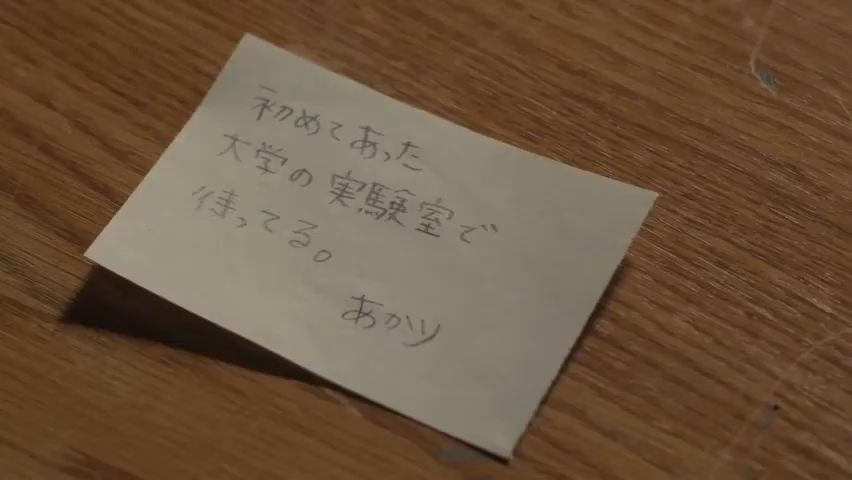 初めてあった
大学の実験室で
待ってる。
あかり